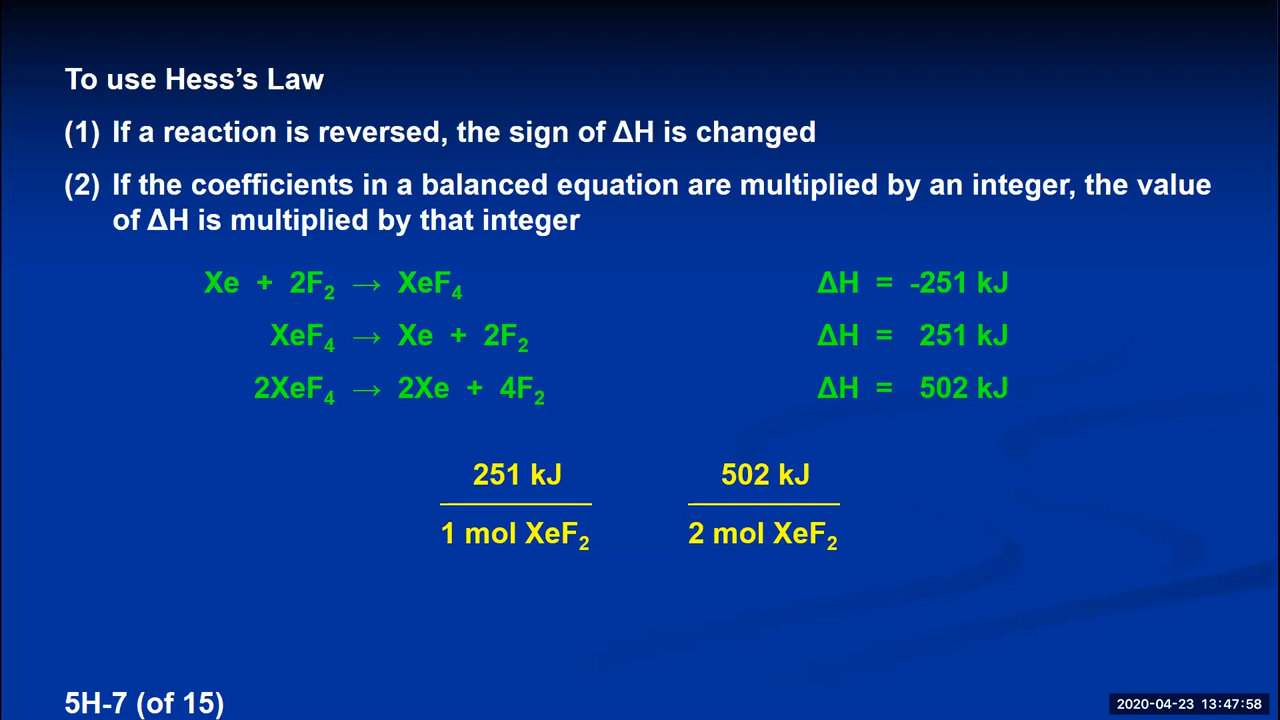 To use Hess’s Law
(1) If a reaction is reversed, the sign of ΔH is changed
(2) If the coefficients in a balanced equation are multiplied by an integer, the value
of ΔH is multiplied by that integer
Xe + 2F₂ → XeF₄ ΔH = -251 kJ
XeF₄ → Xe + 2F₂ ΔH = 251 kJ
2XeF₄ → 2Xe + 4F₂ ΔH = 502 kJ
251 kJ 502 kJ
1 mol XeF₂ 2 mol XeF₂
5H-7 (of 15)
2020-04-23 13:47:58